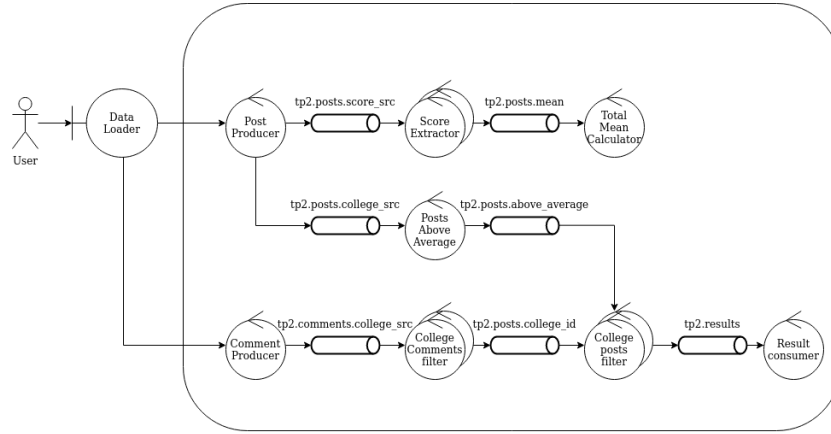 tp2.posts.score_src
tp2.posts.mean
Data
Loader
Post
Producer
Score
Extractor
Total
Mean
Calculator
User
tp2.posts.college_src
tp2.posts.above_average
Posts
Above
Average
tp2.comments.college_src
tp2.posts.college_id
tp2.results
Comment
Producer
College
Comments
filter
College
posts
filter
Result
consumer